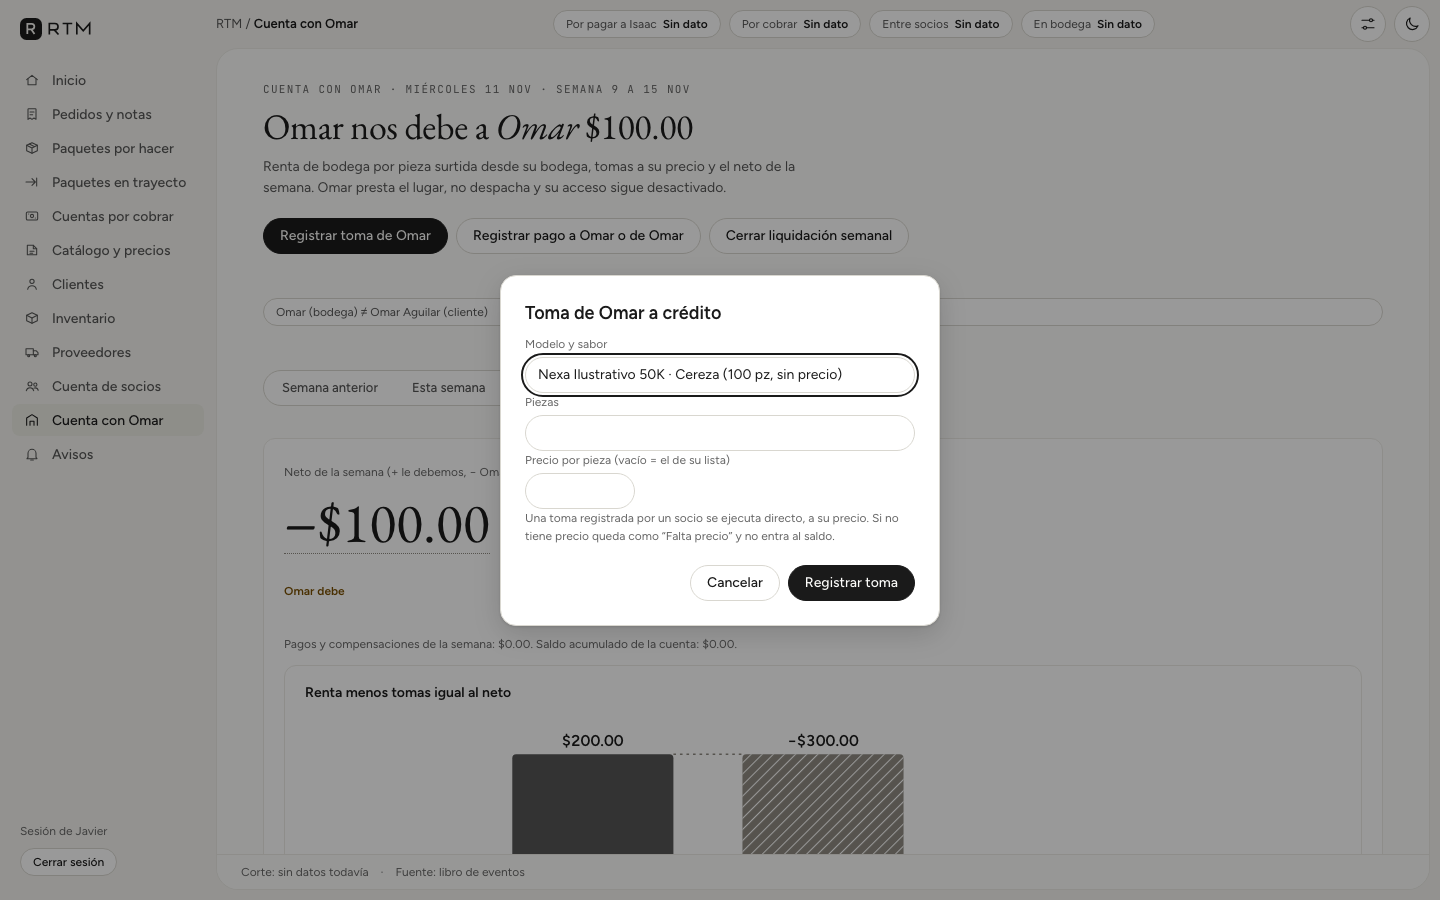 R RTM
RTM / Cuenta con Omar
Por pagar a Isaac Sin dato
Por cobrar Sin dato
Entre socios Sin dato
En bodega Sin dato
Inicio
Pedidos y notas
Paquetes por hacer
Paquetes en trayecto
Cuentas por cobrar
Catálogo y precios
Clientes
Inventario
Proveedores
Cuenta de socios
Cuenta con Omar
Avisos
Sesión de Javier
Cerrar sesión
CUENTA CON OMAR · MIÉRCOLES 11 NOV · SEMANA 9 A 15 NOV
Omar nos debe a Omar $100.00
Renta de bodega por pieza surtida desde su bodega, tomas a su precio y el neto de la
semana. Omar presta el lugar, no despacha y su acceso sigue desactivado.
Registrar toma de Omar
Registrar pago a Omar o de Omar
Cerrar liquidación semanal
Omar (bodega) ≠ Omar Aguilar (cliente)
Semana anterior
Esta semana
Neto de la semana (+ le debemos, − Om
−$100.00
Omar debe
Pagos y compensaciones de la semana: $0.00. Saldo acumulado de la cuenta: $0.00.
Renta menos tomas igual al neto
$200.00
−$300.00
Toma de Omar a crédito
Modelo y sabor
Nexa Ilustrativo 50K · Cereza (100 pz, sin precio)
Piezas
Precio por pieza (vacío = el de su lista)
Una toma registrada por un socio se ejecuta directo, a su precio. Si no
tiene precio queda como “Falta precio” y no entra al saldo.
Cancelar
Registrar toma
Corte: sin datos todavía · Fuente: libro de eventos